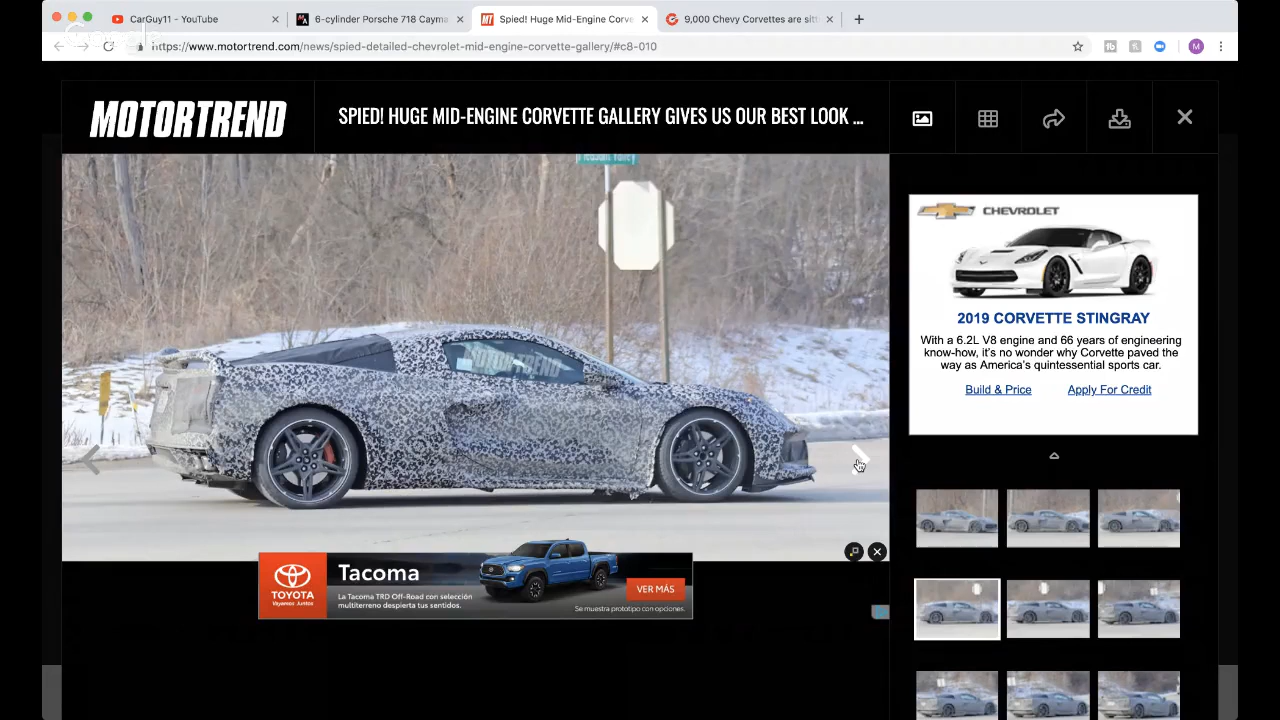 CarGuy11 - YouTube
6-cylinder Porsche 718 Cayma
Spied! Huge Mid-Engine Corve
9,000 Chevy Corvettes are sitt
https://www.motortrend.com/news/spied-detailed-chevrolet-mid-engine-corvette-gallery/#c8-010
MOTORTREND
SPIED! HUGE MID-ENGINE CORVETTE GALLERY GIVES US OUR BEST LOOK ...
CHEVROLET
2019 CORVETTE STINGRAY
With a 6.2L V8 engine and 66 years of engineering
know-how, it's no wonder why Corvette paved the
way as America's quintessential sports car.
Build & Price
Apply For Credit
TOYOTA
Vayamos Juntos
Tacoma
La Tacoma TRD Off-Road con selección
multiterreno despierta tus sentidos.
VER MÁS
Se muestra prototipo con opciones.